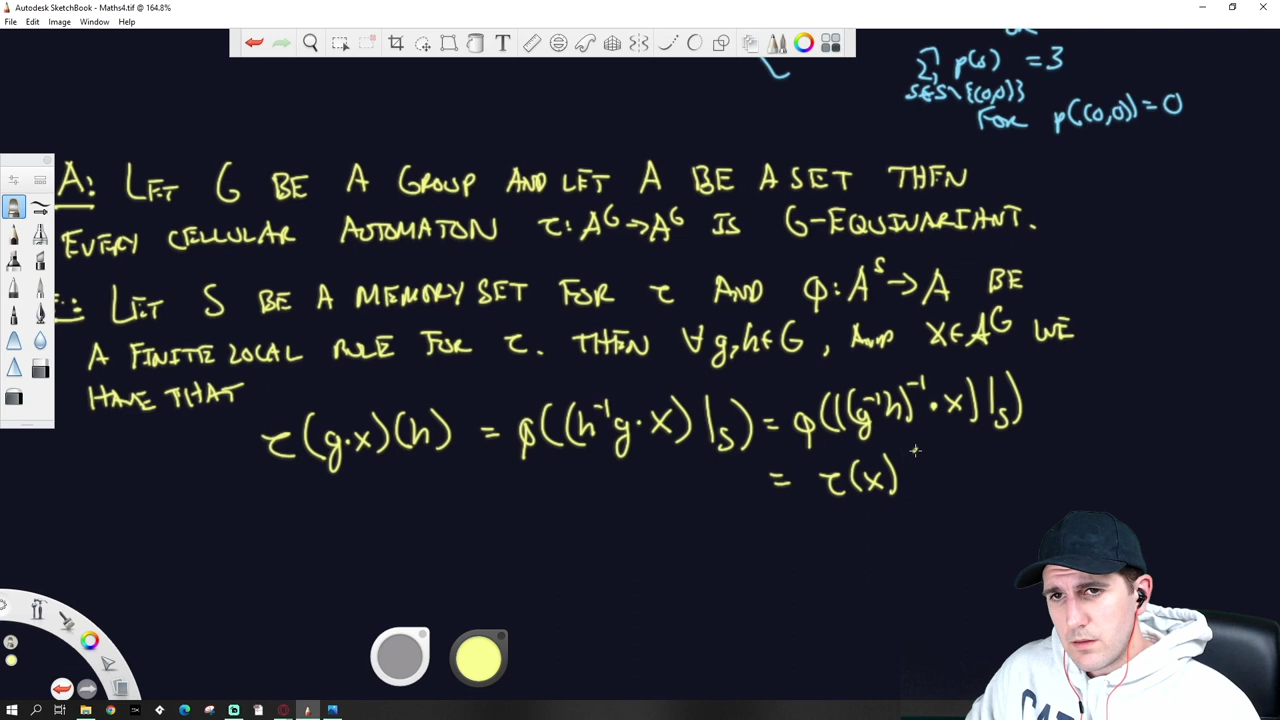 Autodesk SketchBook - Maths4.tif @ 164.8%
File Edit Image Window Help
∑ p(s) = 3
s∈S\{(0,0)}
FOR p((0,0)) = 0
A: LET G BE A GROUP AND LET A BE A SET THEN
EVERY CELLULAR AUTOMATON τ: A^G → A^G IS G-EQUIVARIANT.
: LET S BE A MEMORY SET FOR τ AND φ: A^S → A BE
A FINITE LOCAL RULE FOR τ. THEN ∀ g,h ∈ G, AND x ∈ A^G WE
HAVE THAT
τ(g·x)(h) = φ((h⁻¹g·x)|_S) = φ(((g⁻¹h)⁻¹·x)|_S)
= τ(x)